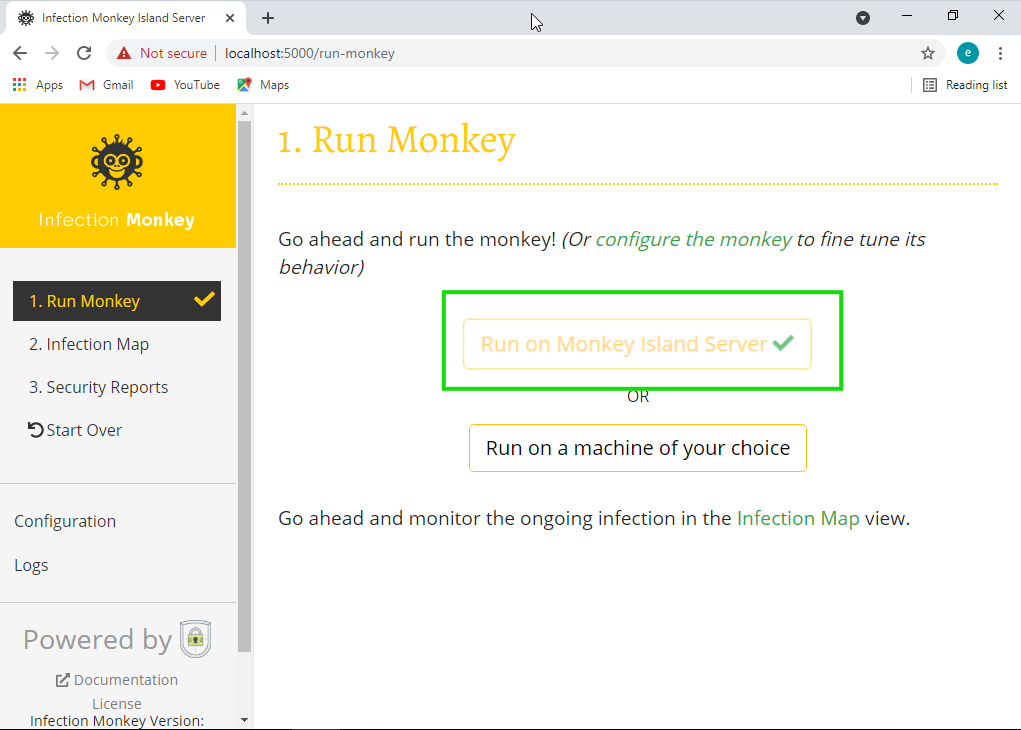 Infection Monkey Island Server
Not secure
localhost:5000/run-monkey
e
Apps
Gmail
YouTube
Maps
Reading list
Infection Monkey
1. Run Monkey
2. Infection Map
3. Security Reports
Start Over
Configuration
Logs
Powered by
Documentation
License
Infection Monkey Version:
1. Run Monkey
Go ahead and run the monkey! (Or configure the monkey to fine tune its
behavior)
Run on Monkey Island Server
OR
Run on a machine of your choice
Go ahead and monitor the ongoing infection in the Infection Map view.